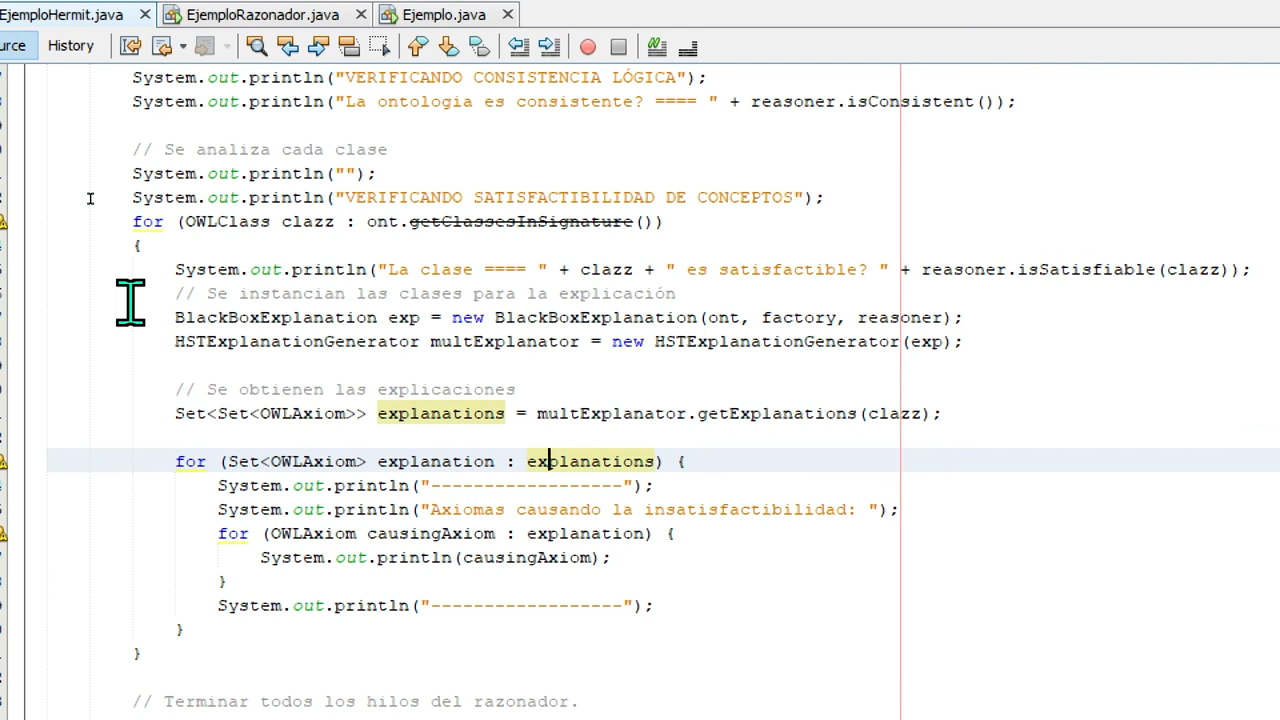 EjemploHermit.java EjemploRazonador.java Ejemplo.java
urce History
System.out.println("VERIFICANDO CONSISTENCIA LÓGICA");
System.out.println("La ontologia es consistente? ==== " + reasoner.isConsistent());
// Se analiza cada clase
System.out.println("");
System.out.println("VERIFICANDO SATISFACTIBILIDAD DE CONCEPTOS");
for (OWLClass clazz : ont.getClassesInSignature())
{
System.out.println("La clase ==== " + clazz + " es satisfactible? " + reasoner.isSatisfiable(clazz));
// Se instancian las clases para la explicación
BlackBoxExplanation exp = new BlackBoxExplanation(ont, factory, reasoner);
HSTExplanationGenerator multExplanator = new HSTExplanationGenerator(exp);
// Se obtienen las explicaciones
Set<Set<OWLAxiom>> explanations = multExplanator.getExplanations(clazz);
for (Set<OWLAxiom> explanation : explanations) {
System.out.println("------------------");
System.out.println("Axiomas causando la insatisfactibilidad: ");
for (OWLAxiom causingAxiom : explanation) {
System.out.println(causingAxiom);
}
System.out.println("------------------");
}
}
// Terminar todos los hilos del razonador.